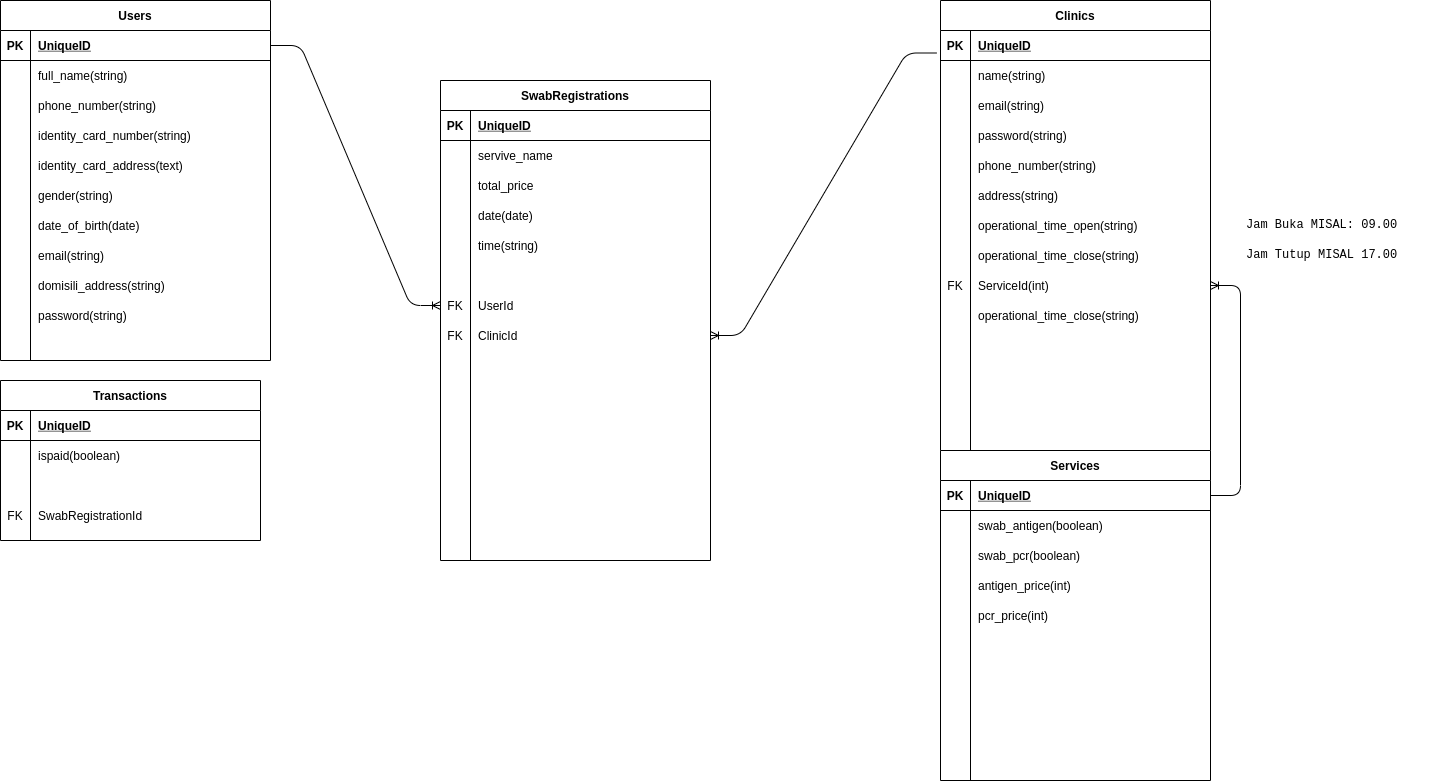 Users
PK UniqueID
full_name(string)
phone_number(string)
identity_card_number(string)
identity_card_address(text)
gender(string)
date_of_birth(date)
email(string)
domisili_address(string)
password(string)
Transactions
PK UniqueID
ispaid(boolean)
FK SwabRegistrationId
SwabRegistrations
PK UniqueID
servive_name
total_price
date(date)
time(string)
FK UserId
FK ClinicId
Clinics
PK UniqueID
name(string)
email(string)
password(string)
phone_number(string)
address(string)
operational_time_open(string)
operational_time_close(string)
FK ServiceId(int)
operational_time_close(string)
Jam Buka MISAL: 09.00
Jam Tutup MISAL 17.00
Services
PK UniqueID
swab_antigen(boolean)
swab_pcr(boolean)
antigen_price(int)
pcr_price(int)